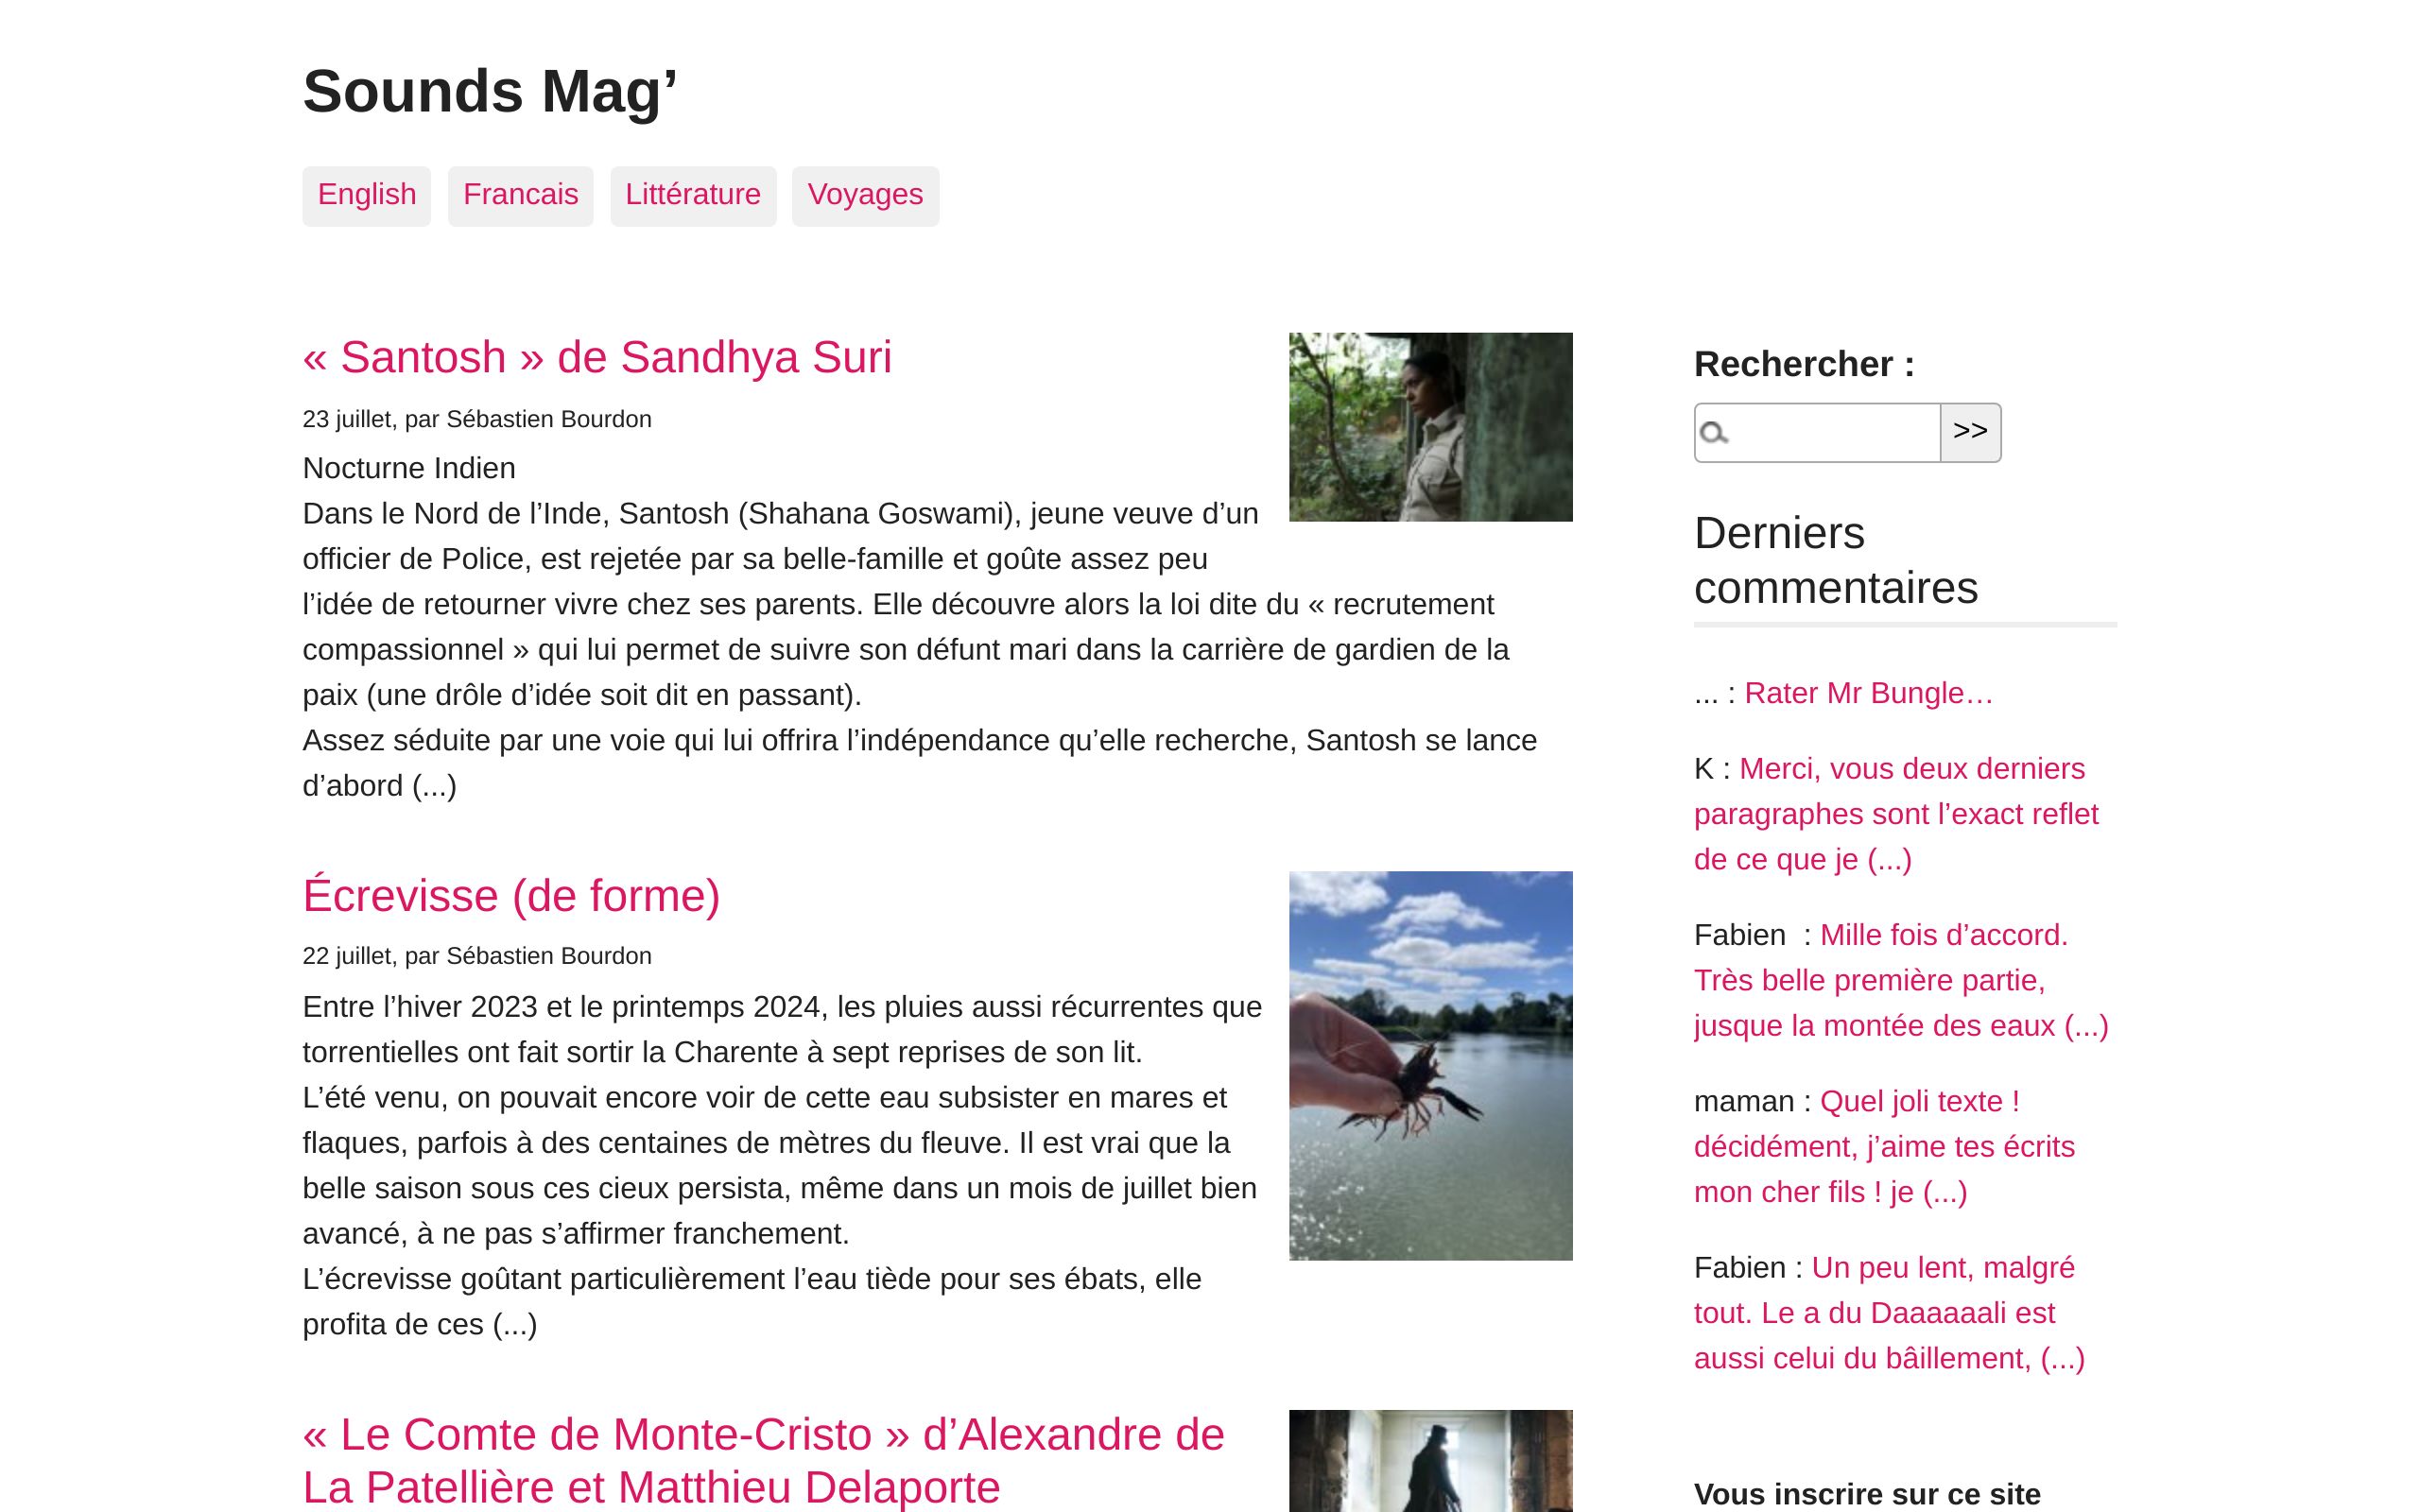 Sounds Mag’
English
Francais
Littérature
Voyages
« Santosh » de Sandhya Suri
23 juillet, par Sébastien Bourdon
Nocturne Indien
Dans le Nord de l’Inde, Santosh (Shahana Goswami), jeune veuve d’un
officier de Police, est rejetée par sa belle-famille et goûte assez peu
l’idée de retourner vivre chez ses parents. Elle découvre alors la loi dite du « recrutement
compassionnel » qui lui permet de suivre son défunt mari dans la carrière de gardien de la
paix (une drôle d’idée soit dit en passant).
Assez séduite par une voie qui lui offrira l’indépendance qu’elle recherche, Santosh se lance
d’abord (...)
Écrevisse (de forme)
22 juillet, par Sébastien Bourdon
Entre l’hiver 2023 et le printemps 2024, les pluies aussi récurrentes que
torrentielles ont fait sortir la Charente à sept reprises de son lit.
L’été venu, on pouvait encore voir de cette eau subsister en mares et
flaques, parfois à des centaines de mètres du fleuve. Il est vrai que la
belle saison sous ces cieux persista, même dans un mois de juillet bien
avancé, à ne pas s’affirmer franchement.
L’écrevisse goûtant particulièrement l’eau tiède pour ses ébats, elle
profita de ces (...)
« Le Comte de Monte-Cristo » d’Alexandre de
La Patellière et Matthieu Delaporte
Rechercher :
>>
Derniers
commentaires
... : Rater Mr Bungle…
K : Merci, vous deux derniers
paragraphes sont l’exact reflet
de ce que je (...)
Fabien  : Mille fois d’accord.
Très belle première partie,
jusque la montée des eaux (...)
maman : Quel joli texte !
décidément, j’aime tes écrits
mon cher fils ! je (...)
Fabien : Un peu lent, malgré
tout. Le a du Daaaaaali est
aussi celui du bâillement, (...)
Vous inscrire sur ce site